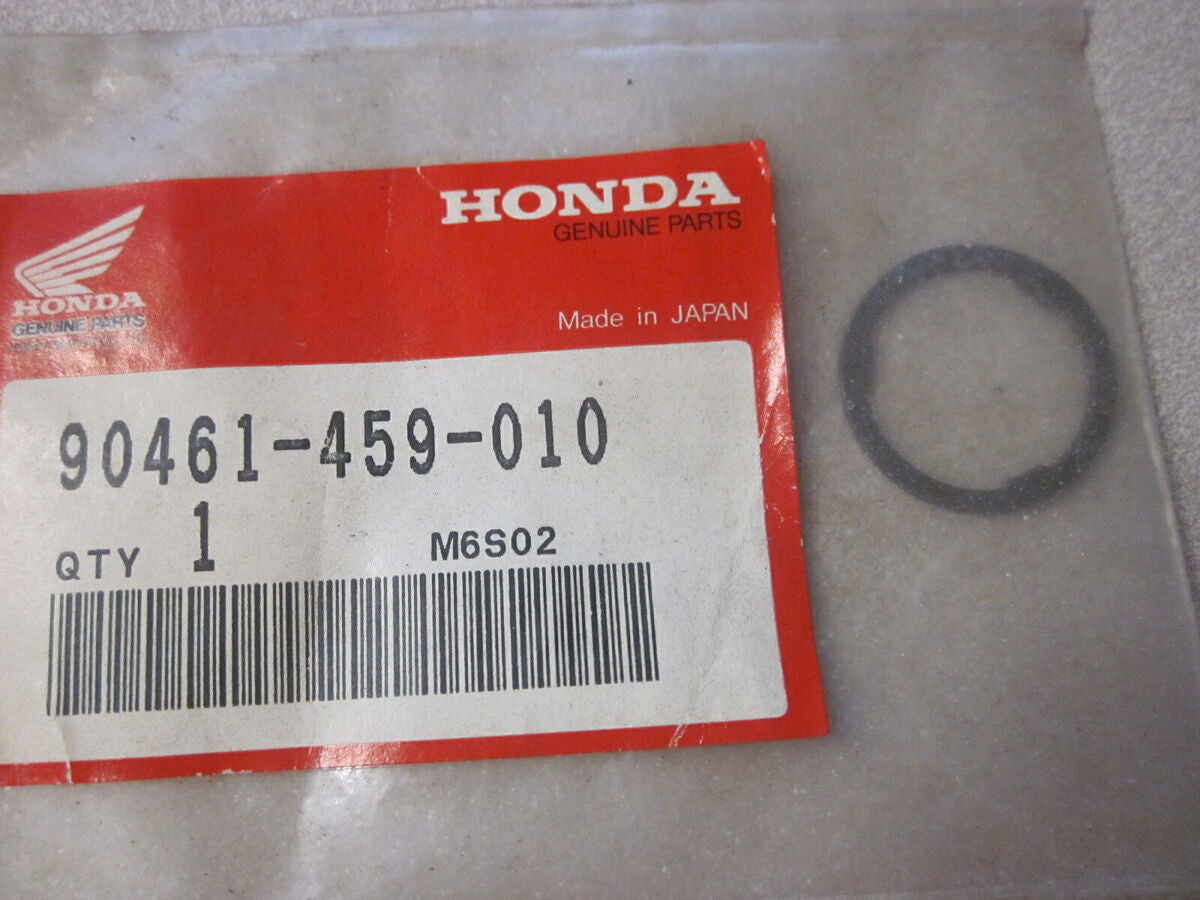 HONDA
GENUINE PARTS
HONDA
GENUINE PARTS
Made in JAPAN
90461-459-010
QTY 1 M6S02